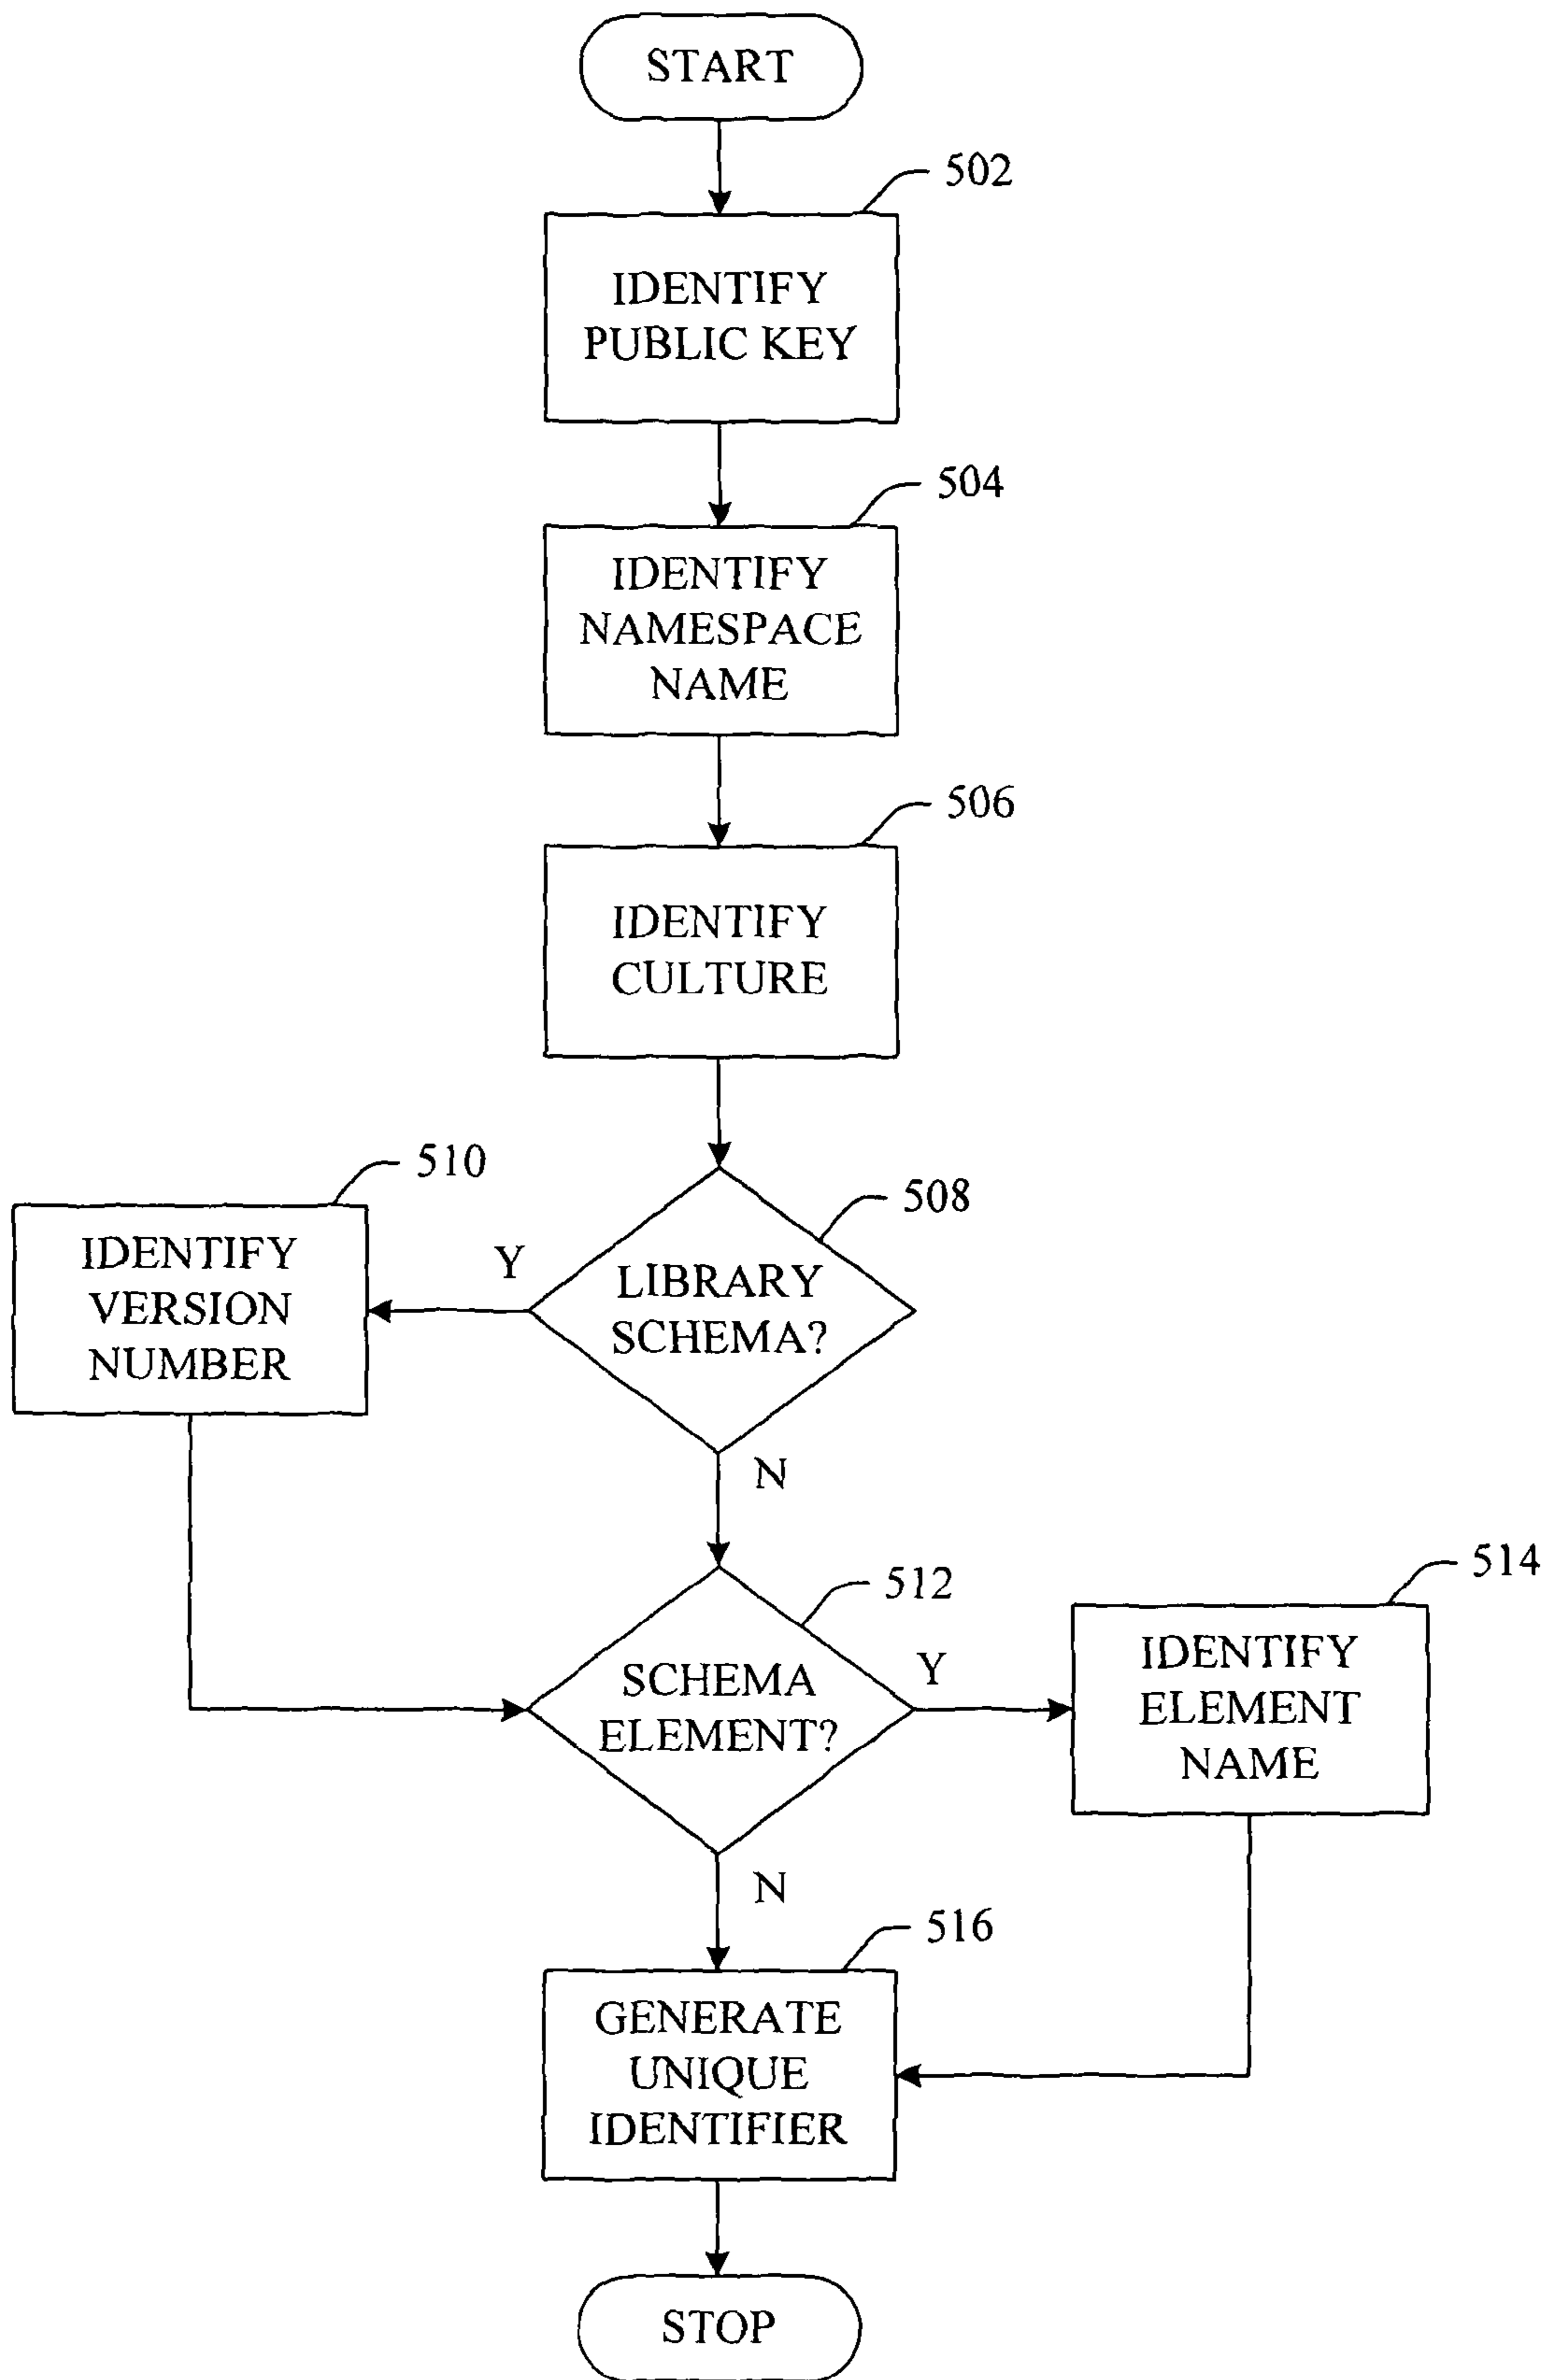 START
502
IDENTIFY
PUBLIC KEY
504
IDENTIFY
NAMESPACE
NAME
506
IDENTIFY
CULTURE
510
508
IDENTIFY
VERSION
NUMBER
Y
LIBRARY
SCHEMA?
N
512
514
SCHEMA
ELEMENT?
Y
IDENTIFY
ELEMENT
NAME
N
516
GENERATE
UNIQUE
IDENTIFIER
STOP